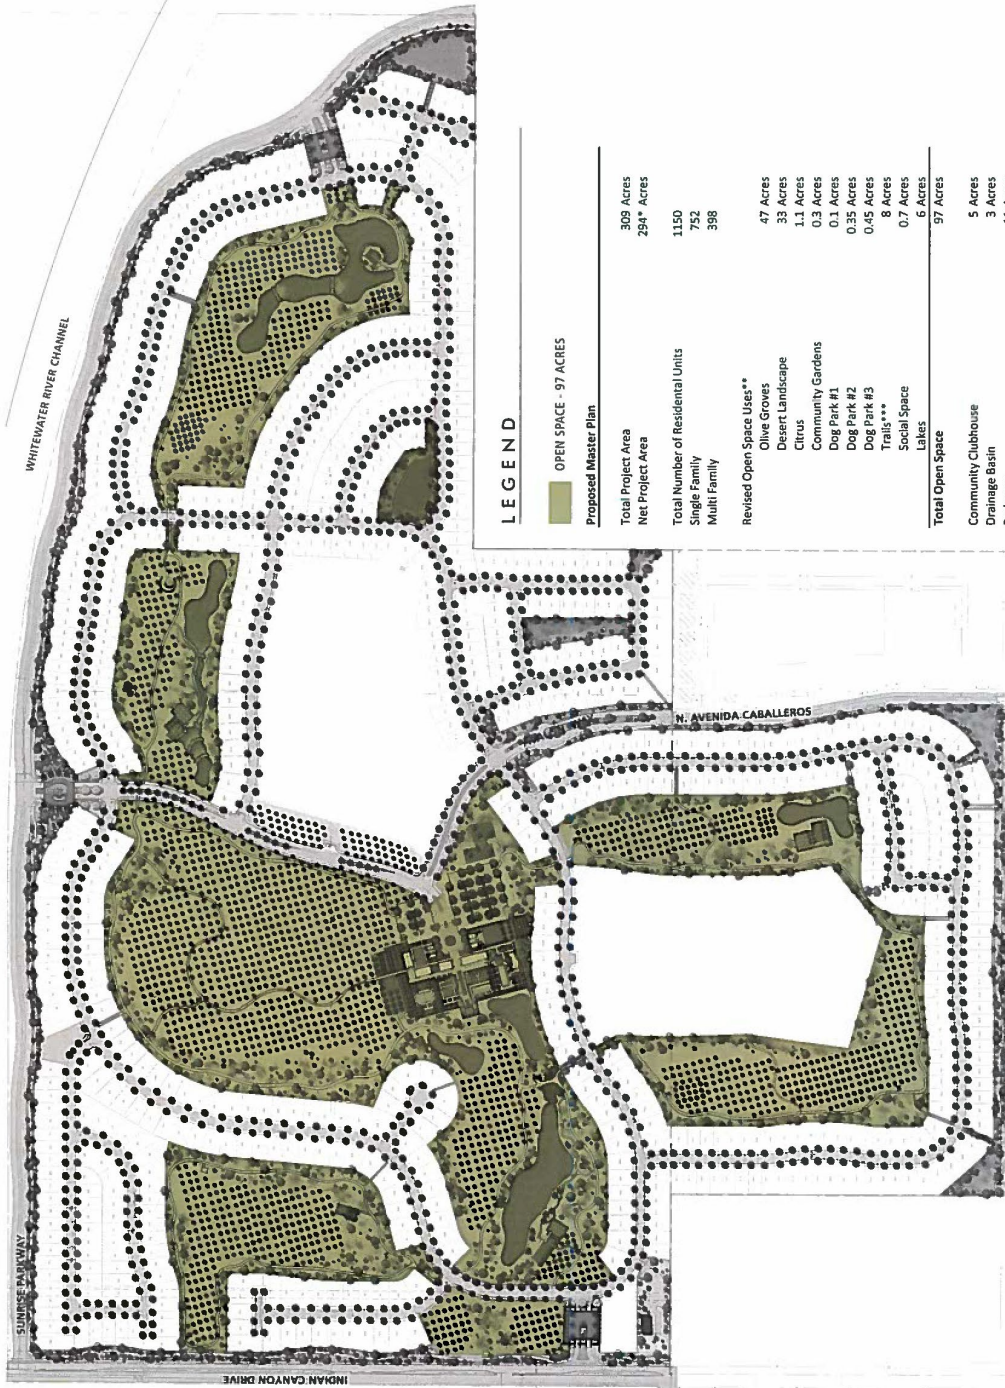 WHITEWATER RIVER CHANNEL
SUNRISE PARKWAY
INDIAN CANYON DRIVE
N. AVENIDA CABALLEROS
WAY
LEGEND
OPEN SPACE - 97 ACRES
Proposed Master Plan
Total Project Area 309 Acres
Net Project Area 294* Acres
Total Number of Residential Units 1150
Single Family 752
Multi Family 398
Revised Open Space Uses**
Olive Groves 47 Acres
Desert Landscape 33 Acres
Citrus 1.1 Acres
Community Gardens 0.3 Acres
Dog Park #1 0.1 Acres
Dog Park #2 0.35 Acres
Dog Park #3 0.45 Acres
Trails*** 8 Acres
Social Space 0.7 Acres
Lakes 6 Acres
Total Open Space 97 Acres
Community Clubhouse 5 Acres
Drainage Basin 3 Acres